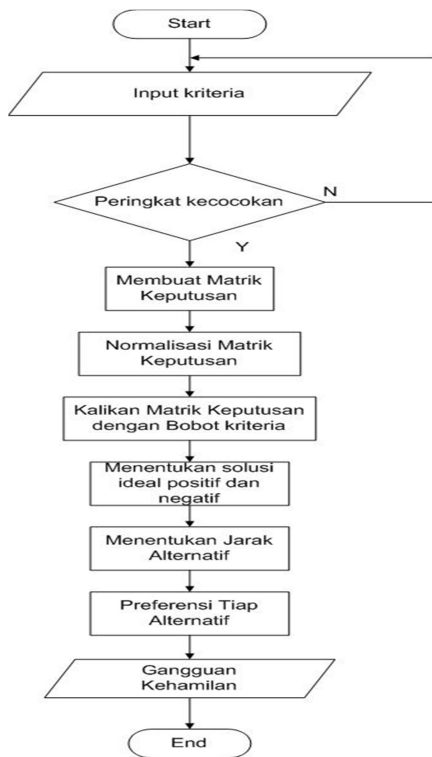 Start
Input kriteria
Peringkat kecocokan
N
Y
Membuat Matrik
Keputusan
Normalisasi Matrik
Keputusan
Kalikan Matrik Keputusan
dengan Bobot kriteria
Menentukan solusi
ideal positif dan
negatif
Menentukan Jarak
Alternatif
Preferensi Tiap
Alternatif
Gangguan
Kehamilan
End